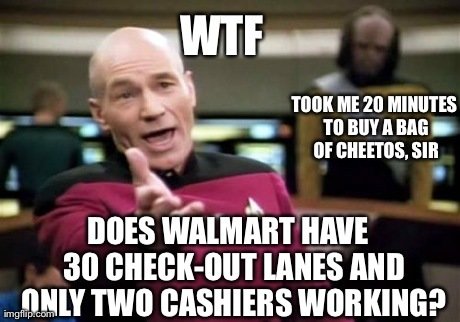 WTF
TOOK ME 20 MINUTES
TO BUY A BAG
OF CHEETOS, SIR
DOES WALMART HAVE
30 CHECK-OUT LANES AND
ONLY TWO CASHIERS WORKING?
imgflip.com